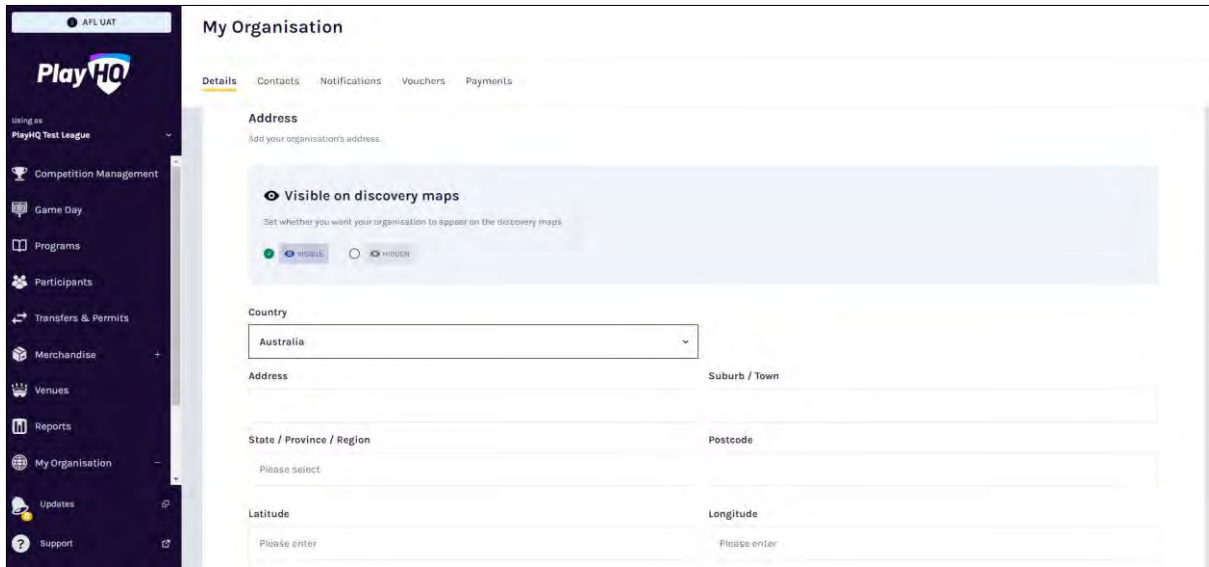 AFL UAT
PlayHQ
Using as
PlayHQ Test League
Competition Management
Game Day
Programs
Participants
Transfers & Permits
Merchandise +
Venues
Reports
My Organisation −
Updates
Support
My Organisation
Details Contacts Notifications Vouchers Payments
Address
Add your organisation's address.
Visible on discovery maps
Set whether you want your organisation to appear on the discovery maps
VISIBLE HIDDEN
Country
Australia
Address Suburb / Town
State / Province / Region Postcode
Please select
Latitude Longitude
Please enter Please enter